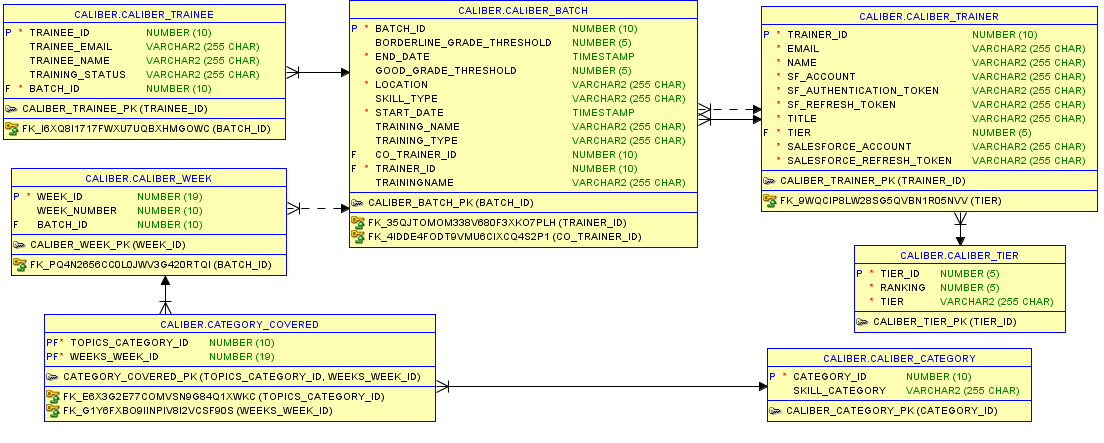 CALIBER.CALIBER_TRAINEE
P * TRAINEE_ID NUMBER (10)
TRAINEE_EMAIL VARCHAR2 (255 CHAR)
TRAINEE_NAME VARCHAR2 (255 CHAR)
TRAINING_STATUS VARCHAR2 (255 CHAR)
F * BATCH_ID NUMBER (10)
CALIBER_TRAINEE_PK (TRAINEE_ID)
FK_I6XQ8I1717FWXU7UQBXHMGOWC (BATCH_ID)
CALIBER.CALIBER_BATCH
P * BATCH_ID NUMBER (10)
BORDERLINE_GRADE_THRESHOLD NUMBER (5)
* END_DATE TIMESTAMP
GOOD_GRADE_THRESHOLD NUMBER (5)
* LOCATION VARCHAR2 (255 CHAR)
SKILL_TYPE VARCHAR2 (255 CHAR)
* START_DATE TIMESTAMP
TRAINING_NAME VARCHAR2 (255 CHAR)
TRAINING_TYPE VARCHAR2 (255 CHAR)
F CO_TRAINER_ID NUMBER (10)
F * TRAINER_ID NUMBER (10)
TRAININGNAME VARCHAR2 (255 CHAR)
CALIBER_BATCH_PK (BATCH_ID)
FK_35QJTOMOM338V680F3XKO7PLH (TRAINER_ID)
FK_4IDDE4FODT9VMU6CIXCQ4S2P1 (CO_TRAINER_ID)
CALIBER.CALIBER_TRAINER
P * TRAINER_ID NUMBER (10)
* EMAIL VARCHAR2 (255 CHAR)
* NAME VARCHAR2 (255 CHAR)
* SF_ACCOUNT VARCHAR2 (255 CHAR)
* SF_AUTHENTICATION_TOKEN VARCHAR2 (255 CHAR)
* SF_REFRESH_TOKEN VARCHAR2 (255 CHAR)
* TITLE VARCHAR2 (255 CHAR)
F * TIER NUMBER (5)
* SALESFORCE_ACCOUNT VARCHAR2 (255 CHAR)
* SALESFORCE_REFRESH_TOKEN VARCHAR2 (255 CHAR)
CALIBER_TRAINER_PK (TRAINER_ID)
FK_9WQCIP8LW28SG5QVBN1R05NVV (TIER)
CALIBER.CALIBER_WEEK
P * WEEK_ID NUMBER (19)
WEEK_NUMBER NUMBER (10)
F BATCH_ID NUMBER (10)
CALIBER_WEEK_PK (WEEK_ID)
FK_PQ4N2656CC0L0JWV3G420RTQI (BATCH_ID)
CALIBER.CALIBER_TIER
P * TIER_ID NUMBER (5)
* RANKING NUMBER (5)
* TIER VARCHAR2 (255 CHAR)
CALIBER_TIER_PK (TIER_ID)
CALIBER.CATEGORY_COVERED
PF* TOPICS_CATEGORY_ID NUMBER (10)
PF* WEEKS_WEEK_ID NUMBER (19)
CATEGORY_COVERED_PK (TOPICS_CATEGORY_ID, WEEKS_WEEK_ID)
FK_E6X3G2E77COMVSN9G84Q1XWKC (TOPICS_CATEGORY_ID)
FK_G1Y6FXBO9IINPIV8I2VCSF90S (WEEKS_WEEK_ID)
CALIBER.CALIBER_CATEGORY
P * CATEGORY_ID NUMBER (10)
SKILL_CATEGORY VARCHAR2 (255 CHAR)
CALIBER_CATEGORY_PK (CATEGORY_ID)